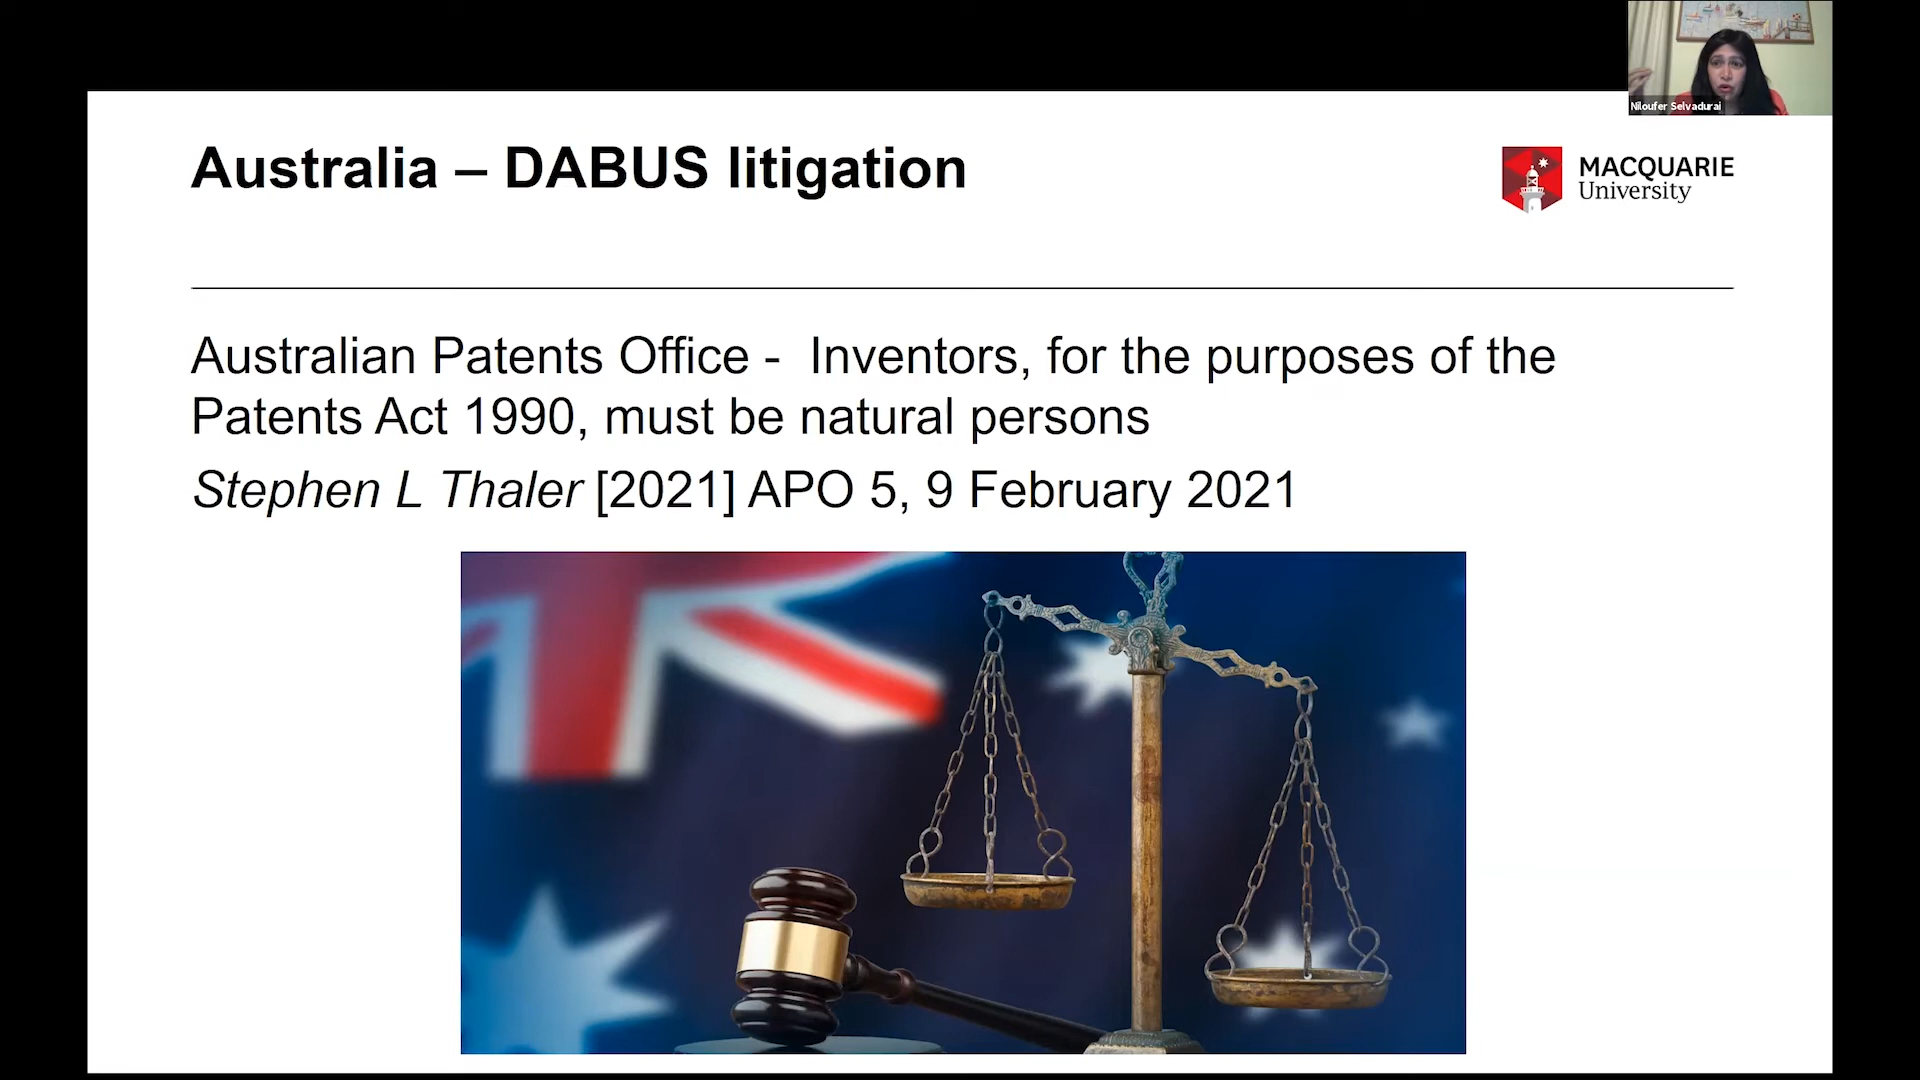 Niloufer Selvadurai
Australia – DABUS litigation
MACQUARIE
University
Australian Patents Office -  Inventors, for the purposes of the
Patents Act 1990, must be natural persons
Stephen L Thaler [2021] APO 5, 9 February 2021